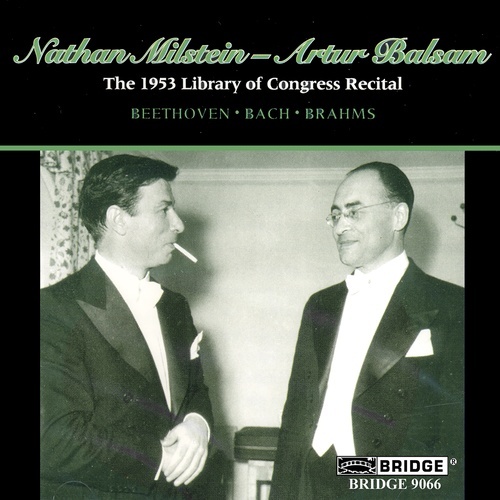 Nathan Milstein – Artur Balsam
The 1953 Library of Congress Recital
BEETHOVEN • BACH • BRAHMS
BRIDGE®
BRIDGE 9066